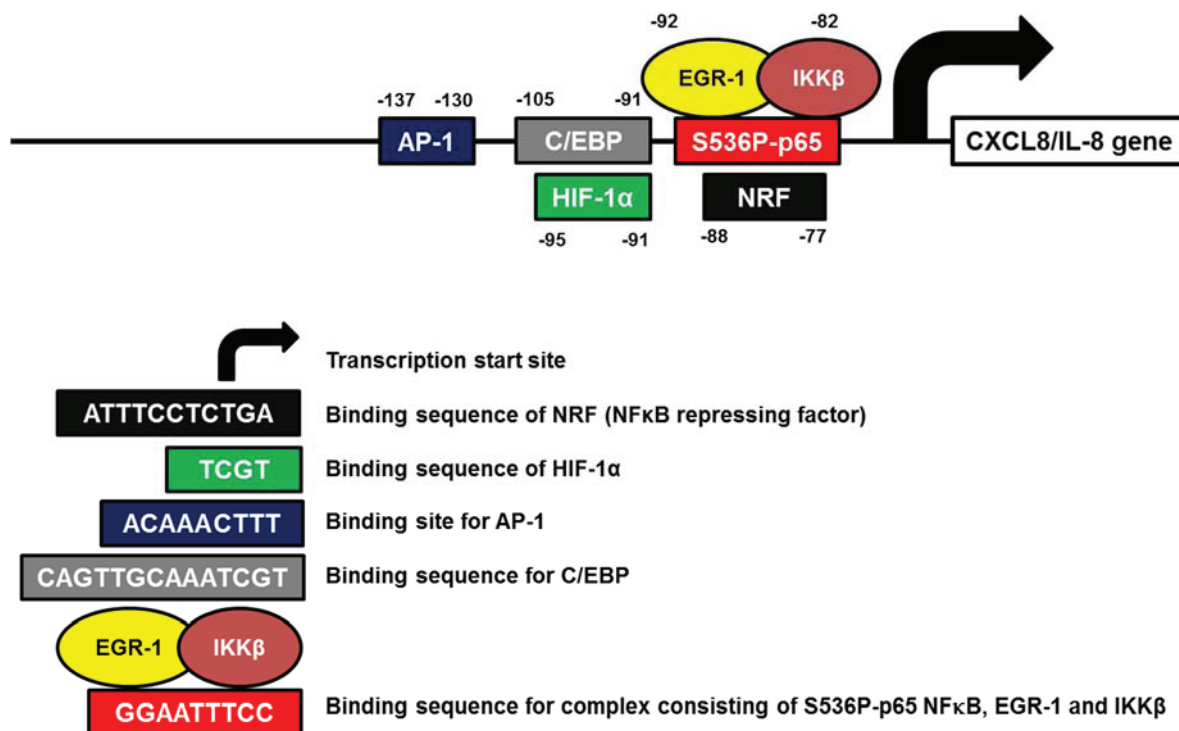 -92 -82
EGR-1 IKKβ
-137 -130 -105 -91
AP-1 C/EBP S536P-p65 CXCL8/IL-8 gene
HIF-1α NRF
-95 -91 -88 -77
Transcription start site
ATTTCCTCTGA Binding sequence of NRF (NFκB repressing factor)
TCGT Binding sequence of HIF-1α
ACAAACTTT Binding site for AP-1
CAGTTGCAAATCGT Binding sequence for C/EBP
EGR-1 IKKβ
GGAATTTCC Binding sequence for complex consisting of S536P-p65 NFκB, EGR-1 and IKKβ